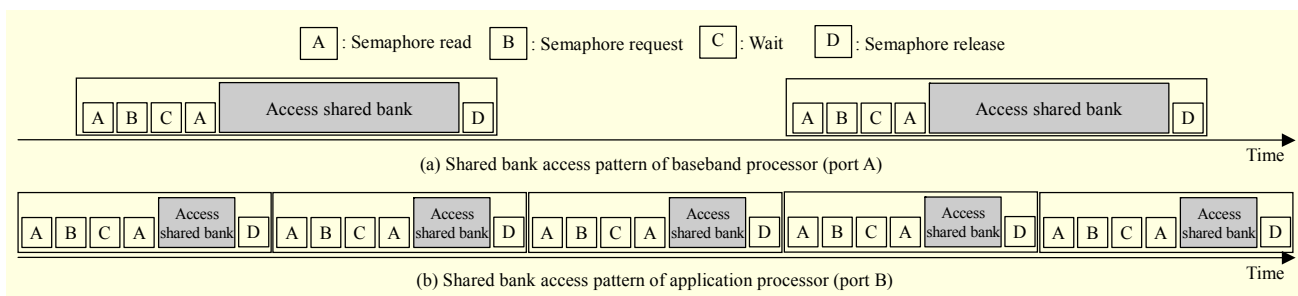 A : Semaphore read B : Semaphore request C : Wait D : Semaphore release
A B C A Access shared bank D A B C A Access shared bank D
Time
(a) Shared bank access pattern of baseband processor (port A)
A B C A Access shared bank D A B C A Access shared bank D A B C A Access shared bank D A B C A Access shared bank D A B C A Access shared bank D
Time
(b) Shared bank access pattern of application processor (port B)